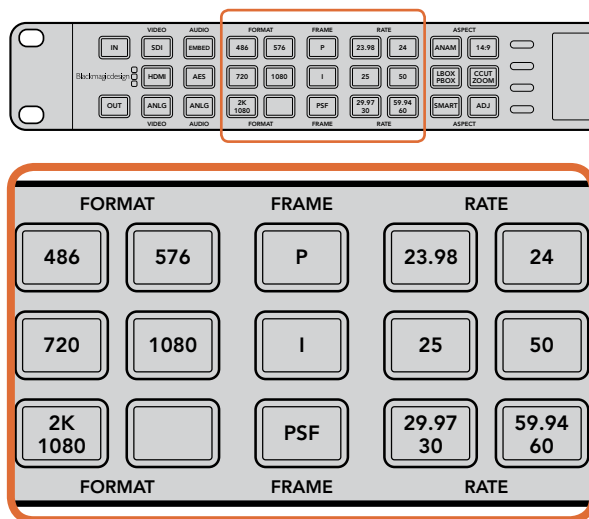 VIDEO AUDIO FORMAT FRAME RATE ASPECT
IN SDI EMBED 486 576 P 23.98 24 ANAM 14:9
Blackmagicdesign HDMI AES 720 1080 I 25 50 LBOX PBOX CCUT ZOOM
OUT ANLG ANLG 2K 1080 PSF 29.97 30 59.94 60 SMART ADJ
VIDEO AUDIO FORMAT FRAME RATE ASPECT
FORMAT FRAME RATE
486 576 P 23.98 24
720 1080 I 25 50
2K 1080 PSF 29.97 30 59.94 60
FORMAT FRAME RATE